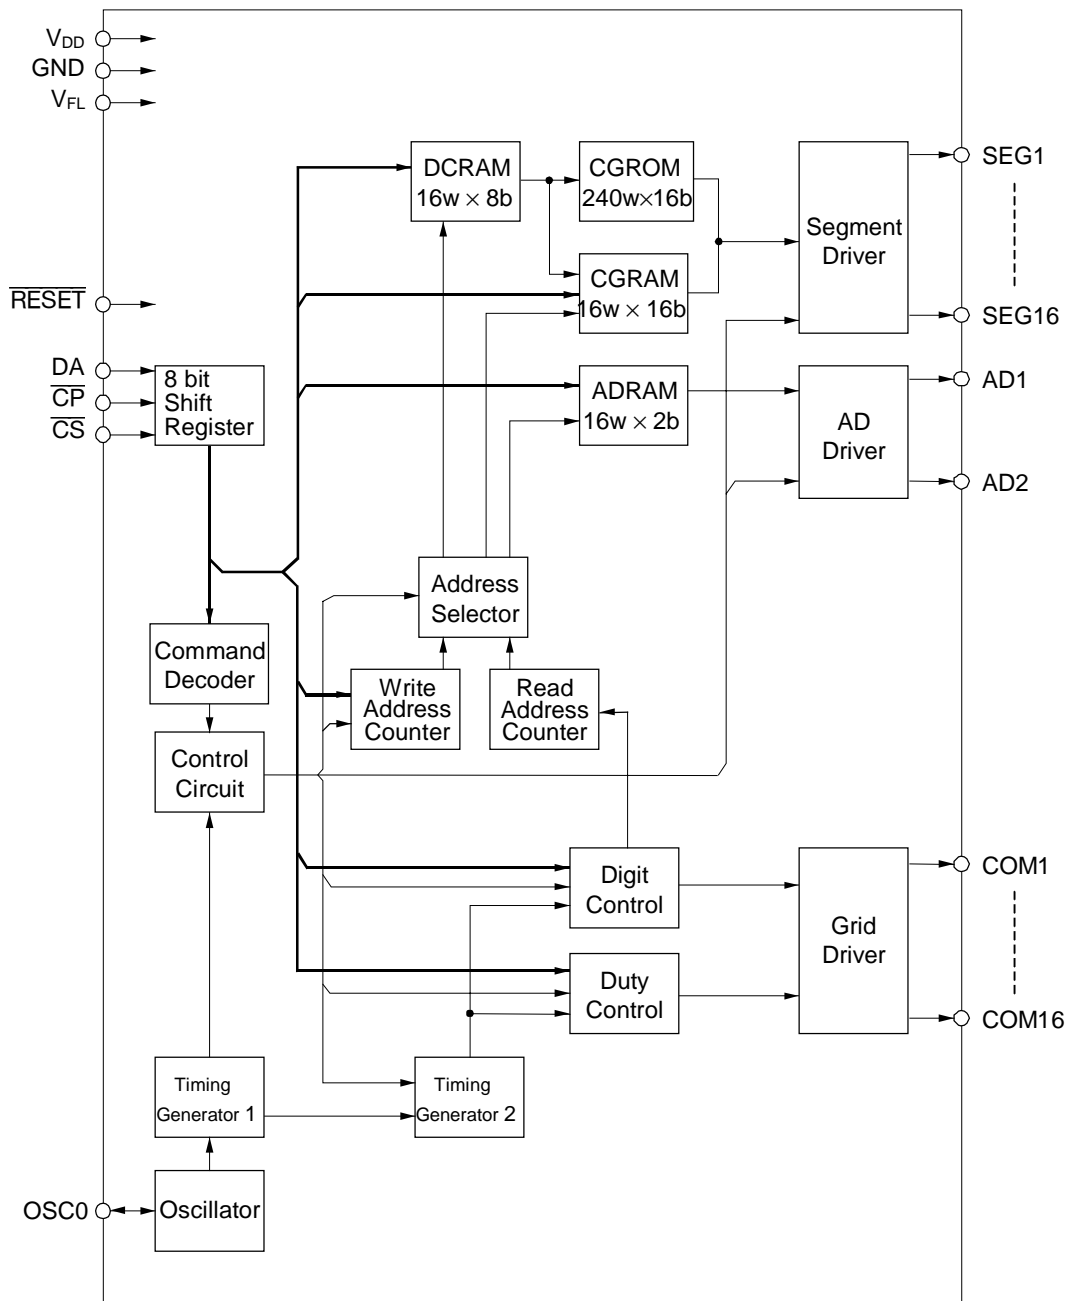 VDD
GND
VFL
RESET
DA
CP
CS
OSC0
8 bit
Shift
Register
Command
Decoder
Control
Circuit
Timing
Generator 1
Oscillator
DCRAM
16w × 8b
CGROM
240w×16b
CGRAM
16w × 16b
ADRAM
16w × 2b
Address
Selector
Write
Address
Counter
Read
Address
Counter
Digit
Control
Duty
Control
Timing
Generator 2
Segment
Driver
AD
Driver
Grid
Driver
SEG1
SEG16
AD1
AD2
COM1
COM16